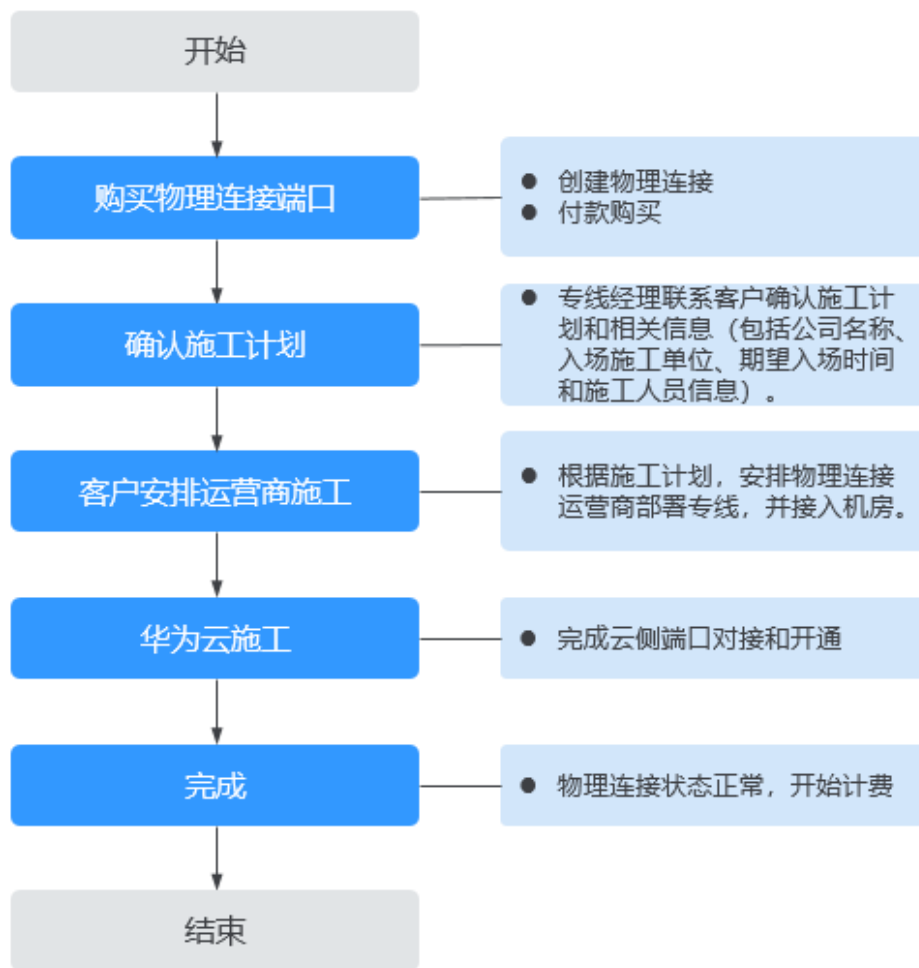 开始
购买物理连接端口
● 创建物理连接
● 付款购买
确认施工计划
● 专线经理联系客户确认施工计
划和相关信息（包括公司名称、
入场施工单位、期望入场时间
和施工人员信息）。
客户安排运营商施工
● 根据施工计划，安排物理连接
运营商部署专线，并接入机房。
华为云施工
● 完成云侧端口对接和开通
完成
● 物理连接状态正常，开始计费
结束